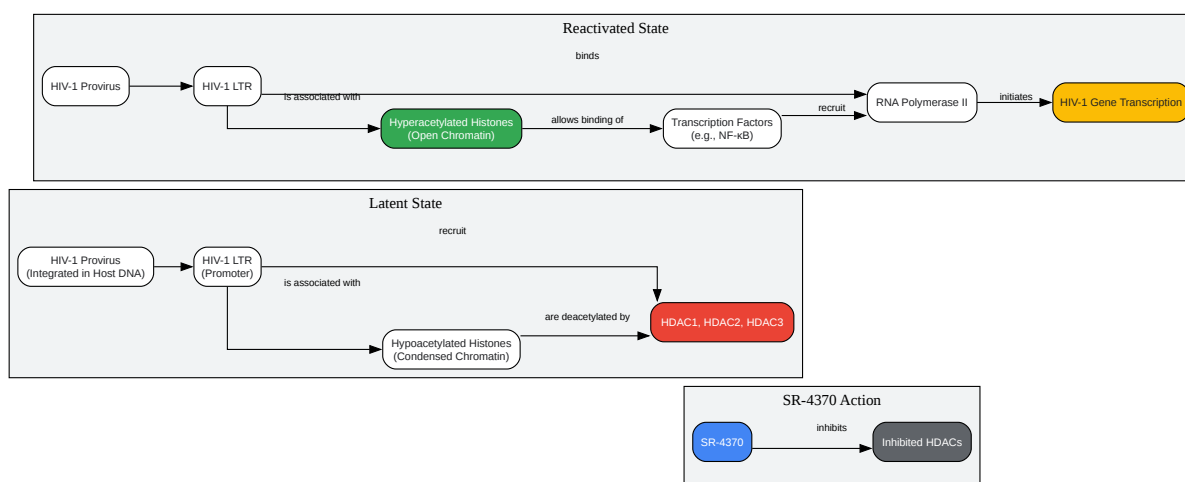 Reactivated State
binds
HIV-1 Provirus
HIV-1 LTR
is associated with
Hyperacetylated Histones
(Open Chromatin)
allows binding of
Transcription Factors
(e.g., NF-κB)
recruit
RNA Polymerase II
initiates
HIV-1 Gene Transcription
Latent State
recruit
HIV-1 Provirus
(Integrated in Host DNA)
HIV-1 LTR
(Promoter)
is associated with
Hypoacetylated Histones
(Condensed Chromatin)
are deacetylated by
HDAC1, HDAC2, HDAC3
SR-4370 Action
SR-4370
inhibits
Inhibited HDACs